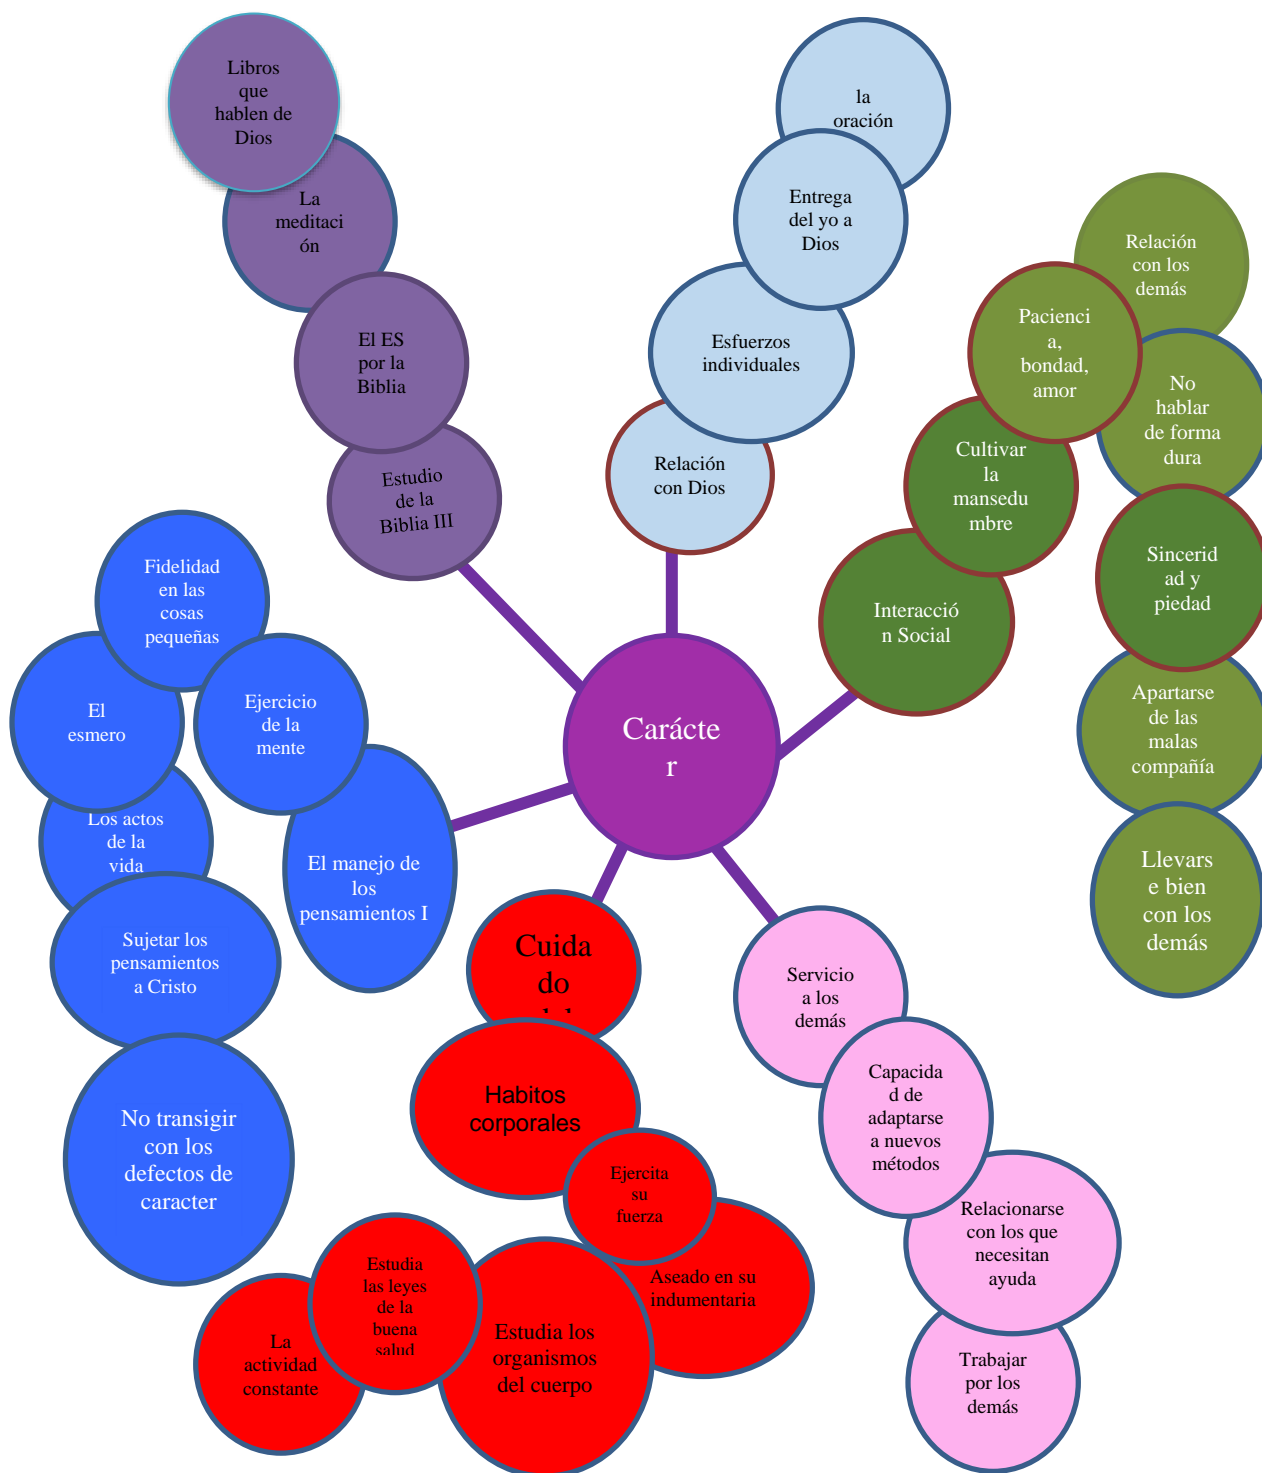 Libros
que
hablen de
Dios
La
meditaci
ón
El ES
por la
Biblia
Estudio
de la
Biblia III
la
oración
Entrega
del yo a
Dios
Esfuerzos
individuales
Relación
con Dios
Relación
con los
demás
Pacienci
a,
bondad,
amor
No
hablar
de forma
dura
Cultivar
la
mansedu
mbre
Sincerid
ad y
piedad
Interacció
n Social
Apartarse
de las
malas
compañía
Llevars
e bien
con los
demás
Carácte
r
Fidelidad
en las
cosas
pequeñas
El
esmero
Ejercicio
de la
mente
Los actos
de la
vida
El manejo de
los
pensamientos I
Sujetar los
pensamientos
a Cristo
No transigir
con los
defectos de
caracter
Cuida
do
Habitos
corporales
Ejercita
su
fuerza
Aseado en su
indumentaria
Estudia los
organismos
del cuerpo
Estudia
las leyes
de la
buena
salud
La
actividad
constante
Servicio
a los
demás
Capacida
d de
adaptarse
a nuevos
métodos
Relacionarse
con los que
necesitan
ayuda
Trabajar
por los
demás